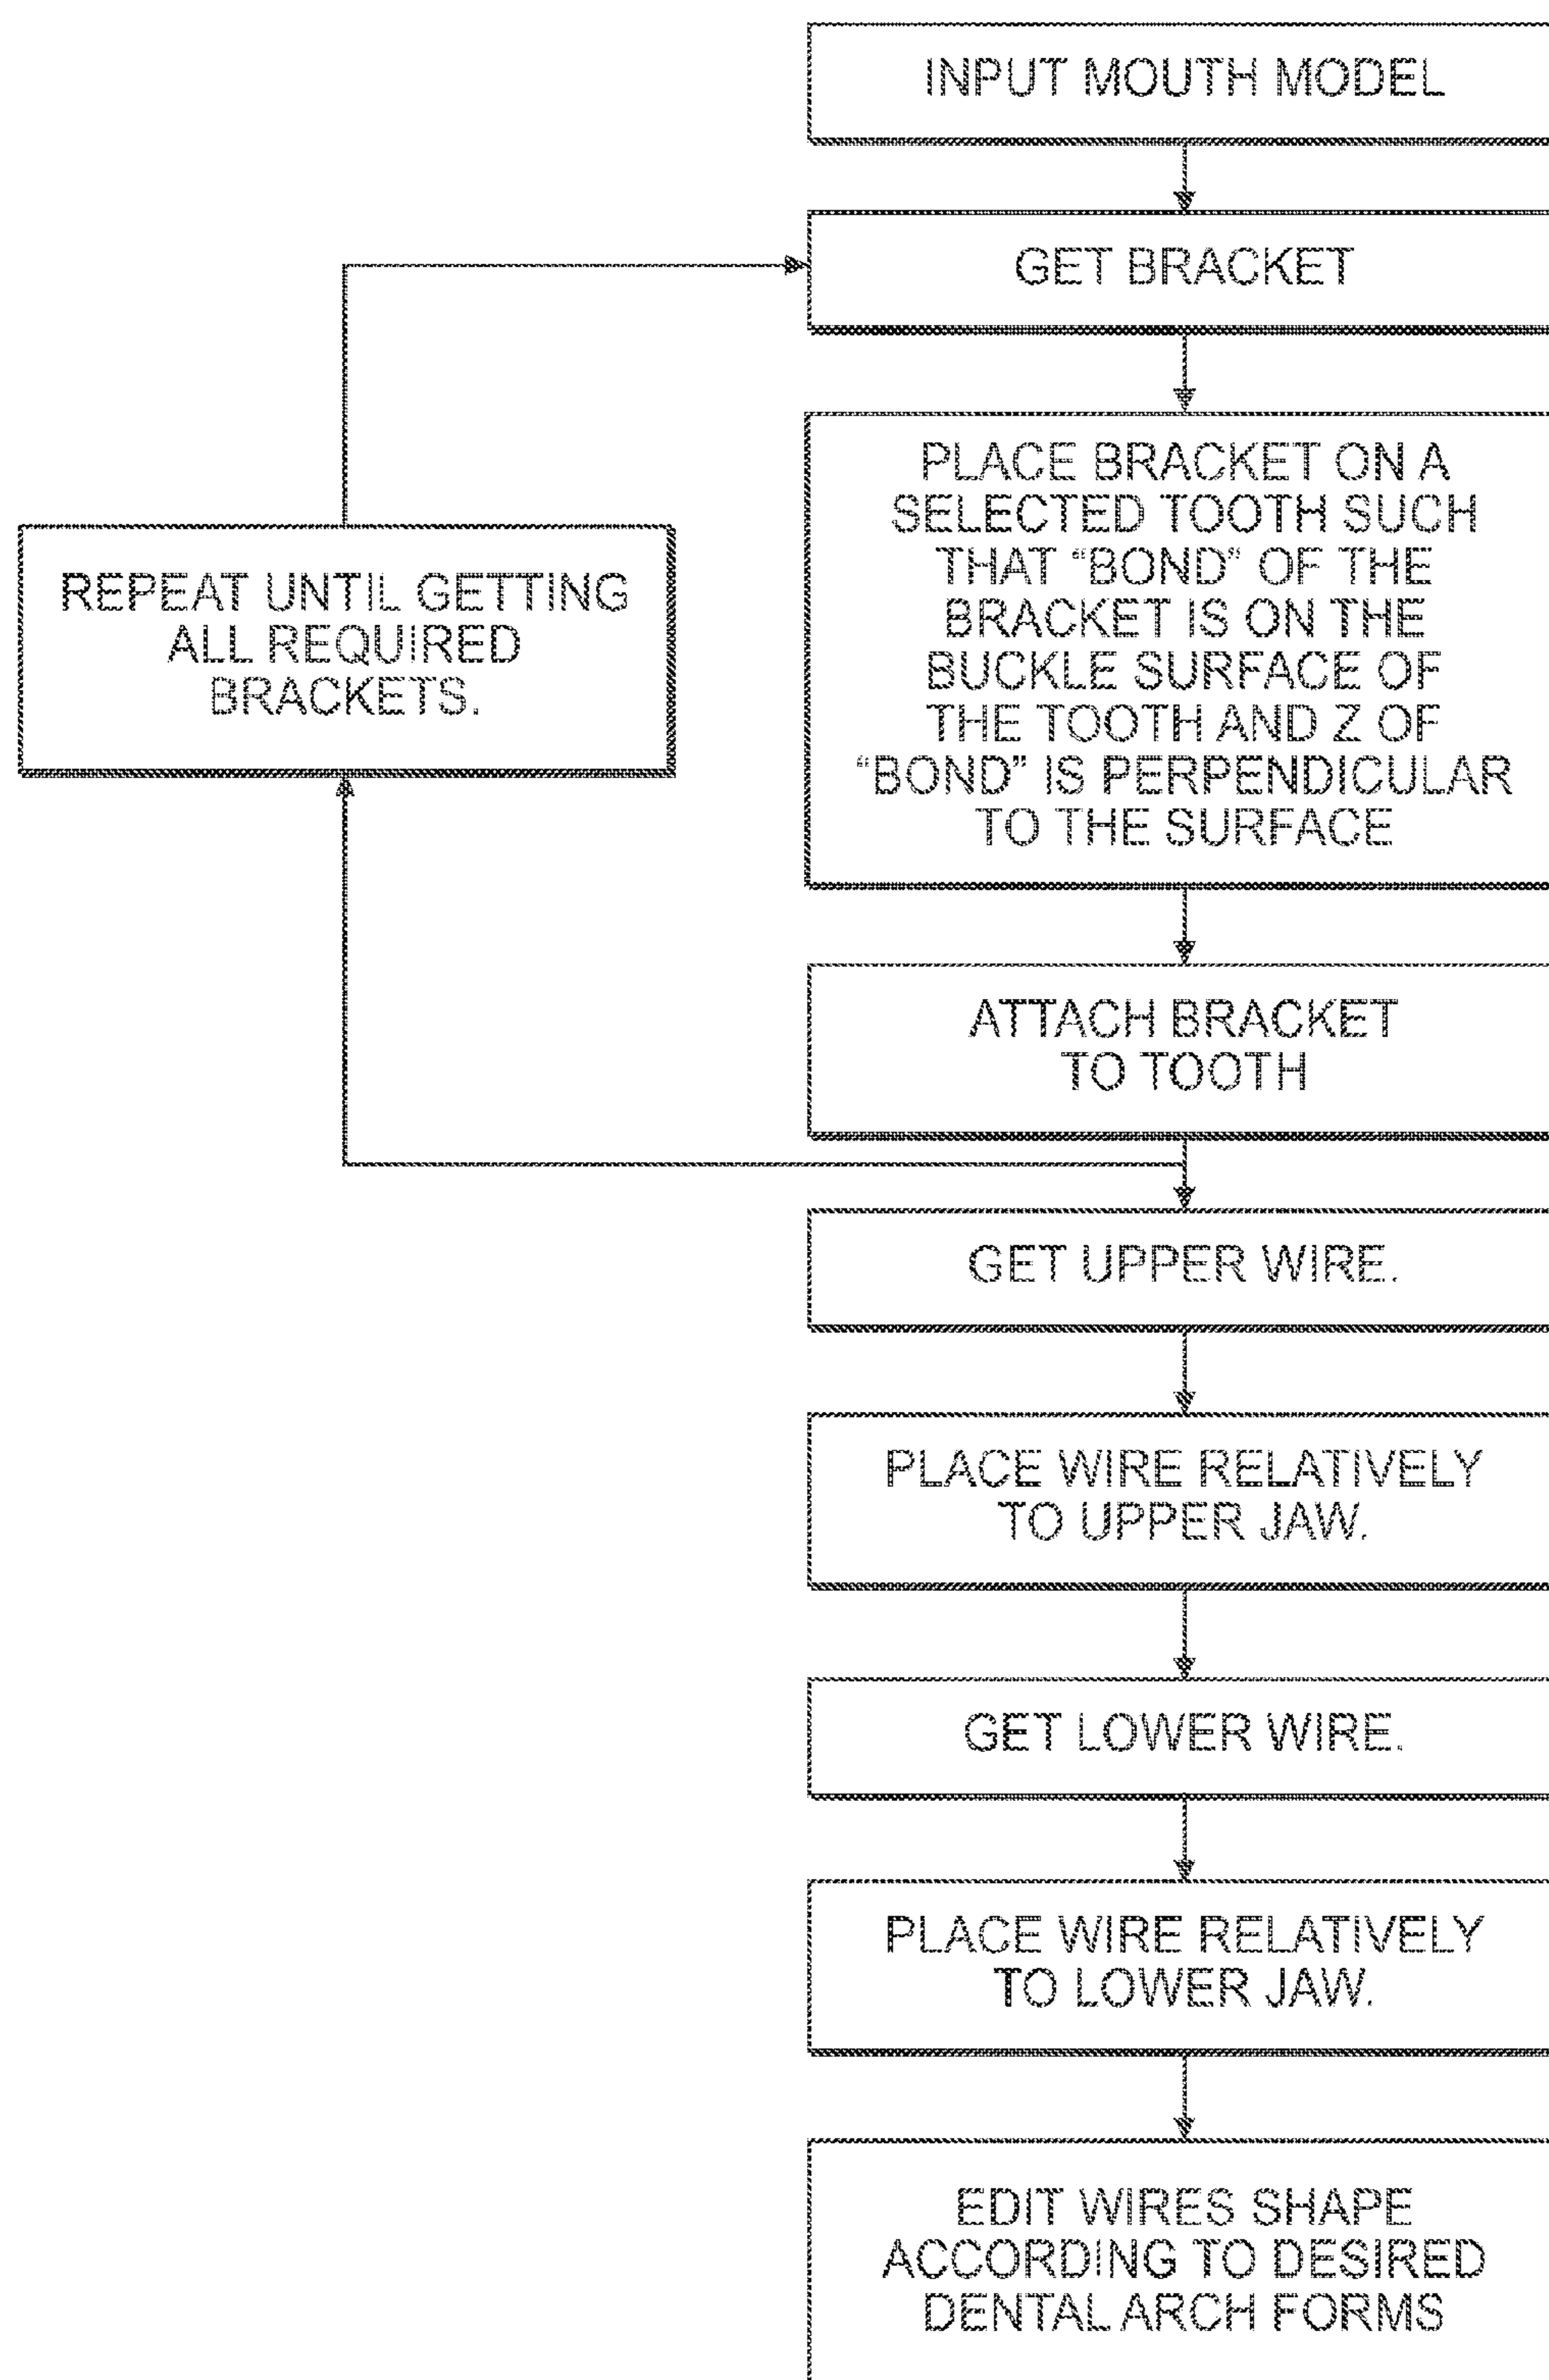 INPUT MOUTH MODEL
GET BRACKET
PLACE BRACKET ON A
SELECTED TOOTH SUCH
THAT “BOND” OF THE
BRACKET IS ON THE
BUCKLE SURFACE OF
THE TOOTH AND Z OF
“BOND” IS PERPENDICULAR
TO THE SURFACE
REPEAT UNTIL GETTING
ALL REQUIRED
BRACKETS.
ATTACH BRACKET
TO TOOTH
GET UPPER WIRE.
PLACE WIRE RELATIVELY
TO UPPER JAW.
GET LOWER WIRE.
PLACE WIRE RELATIVELY
TO LOWER JAW.
EDIT WIRES SHAPE
ACCORDING TO DESIRED
DENTAL ARCH FORMS